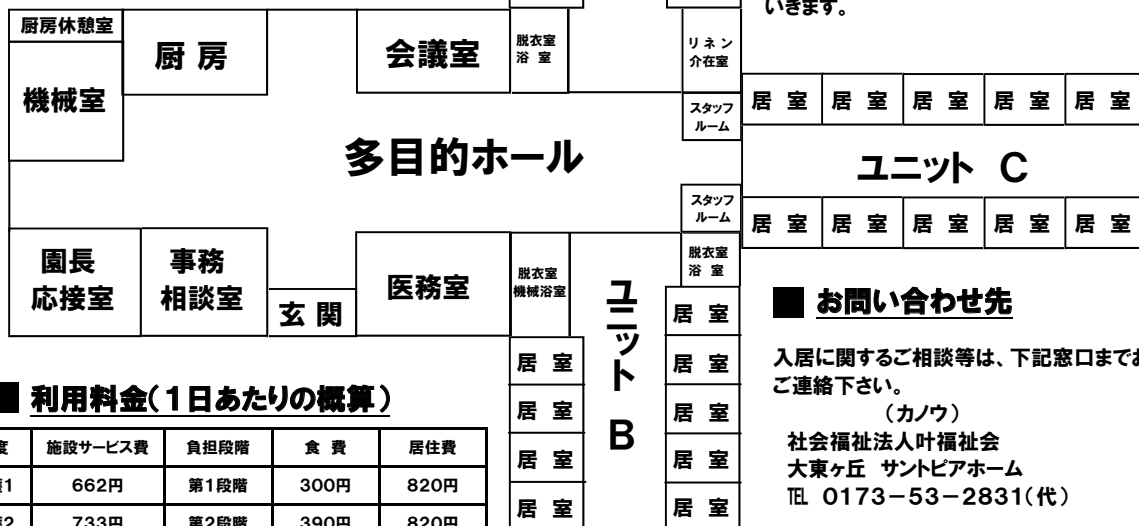 いきます。
厨房休憩室
厨 房
会議室
脱衣室
浴 室
リネン
介在室
機械室
スタッフ
ルーム
居 室 居 室 居 室 居 室 居 室
多目的ホール
ユニット C
スタッフ
ルーム
居 室 居 室 居 室 居 室 居 室
園長
応接室
事務
相談室
玄 関
医務室
脱衣室
機械浴室
ユニット B
脱衣室
浴 室
居 室
居 室
居 室
居 室
居 室
居 室
居 室
居 室
居 室
■ お問い合わせ先
入居に関するご相談等は、下記窓口まで
ご連絡下さい。
（カノウ）
社会福祉法人叶福祉会
大東ヶ丘 サントピアホーム
℡ 0173－53－2831（代）
■ 利用料金（１日あたりの概算）
度 施設サービス費 負担段階 食 費 居住費
1 662円 第1段階 300円 820円
2 733円 第2段階 390円 820円